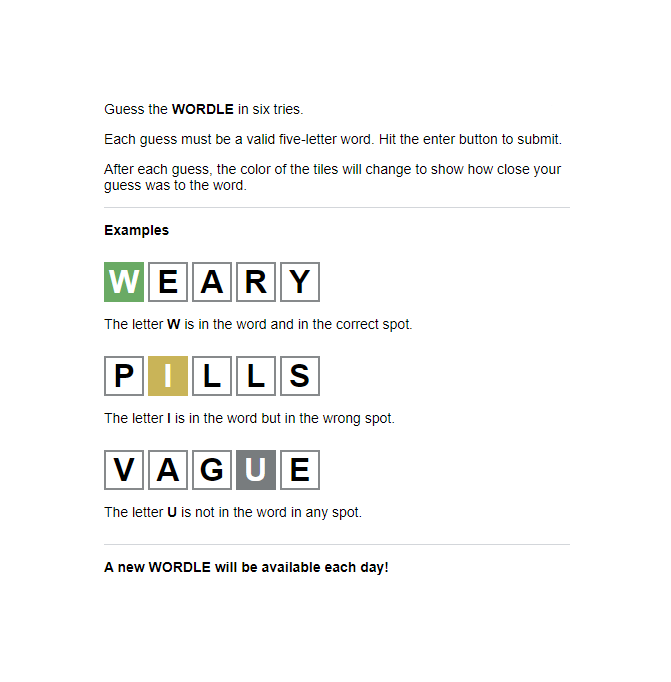 Guess the WORDLE in six tries.
Each guess must be a valid five-letter word. Hit the enter button to submit.
After each guess, the color of the tiles will change to show how close your
guess was to the word.
Examples
W E A R Y
The letter W is in the word and in the correct spot.
P I L L S
The letter I is in the word but in the wrong spot.
V A G U E
The letter U is not in the word in any spot.
A new WORDLE will be available each day!